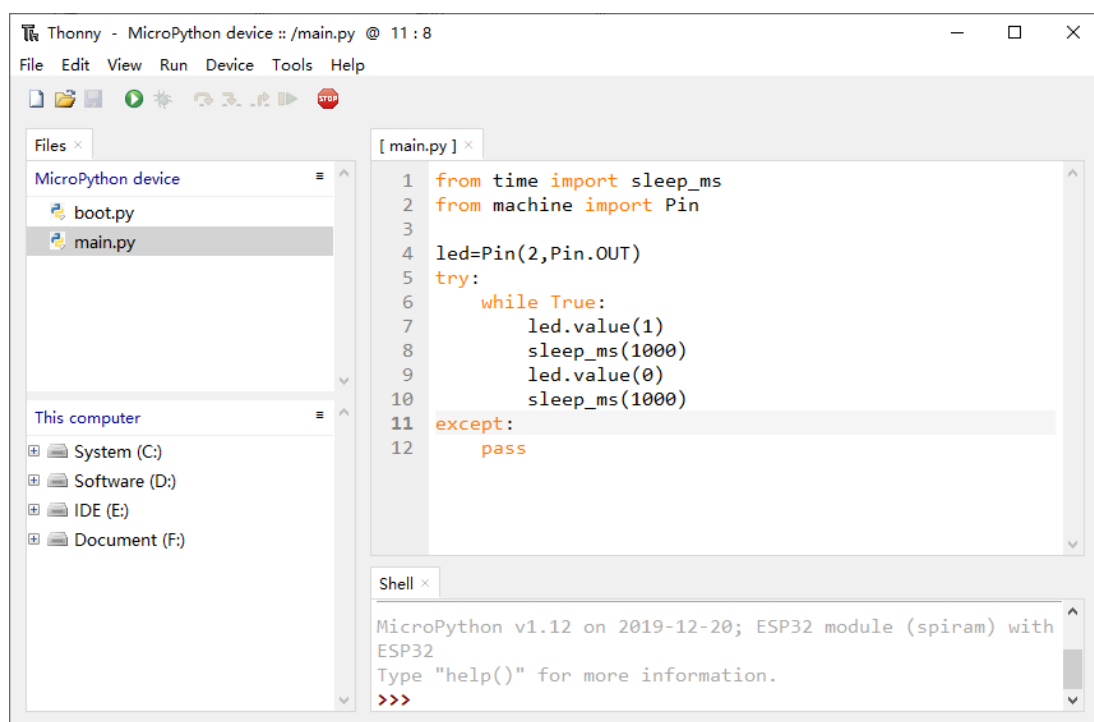 Thonny - MicroPython device :: /main.py @ 11 : 8
File Edit View Run Device Tools Help
STOP
Files
MicroPython device
boot.py
main.py
This computer
System (C:)
Software (D:)
IDE (E:)
Document (F:)
[ main.py ]
1 from time import sleep_ms
2 from machine import Pin
3
4 led=Pin(2,Pin.OUT)
5 try:
6     while True:
7         led.value(1)
8         sleep_ms(1000)
9         led.value(0)
10         sleep_ms(1000)
11 except:
12     pass
Shell
MicroPython v1.12 on 2019-12-20; ESP32 module (spiram) with
ESP32
Type "help()" for more information.
>>>